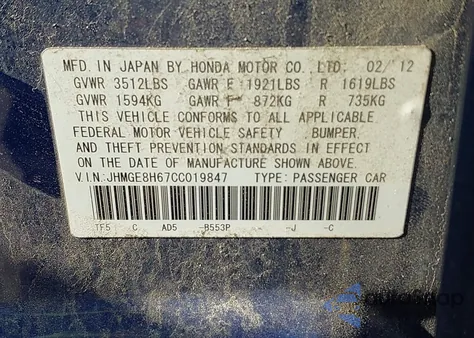 MFD. IN JAPAN BY HONDA MOTOR CO. LTD. 02/12
GVWR 3512LBS GAWR F 1921LBS R 1619LBS
GVWR 1594KG GAWR F 872KG R 735KG
THIS VEHICLE CONFORMS TO ALL APPLICABLE
FEDERAL MOTOR VEHICLE SAFETY BUMPER,
AND THEFT PREVENTION STANDARDS IN EFFECT
ON THE DATE OF MANUFACTURE SHOWN ABOVE.
V.I.N:JHMGE8H67CC019847 TYPE: PASSENGER CAR
TF5 C AD5 -B553P -J -C
autoshop